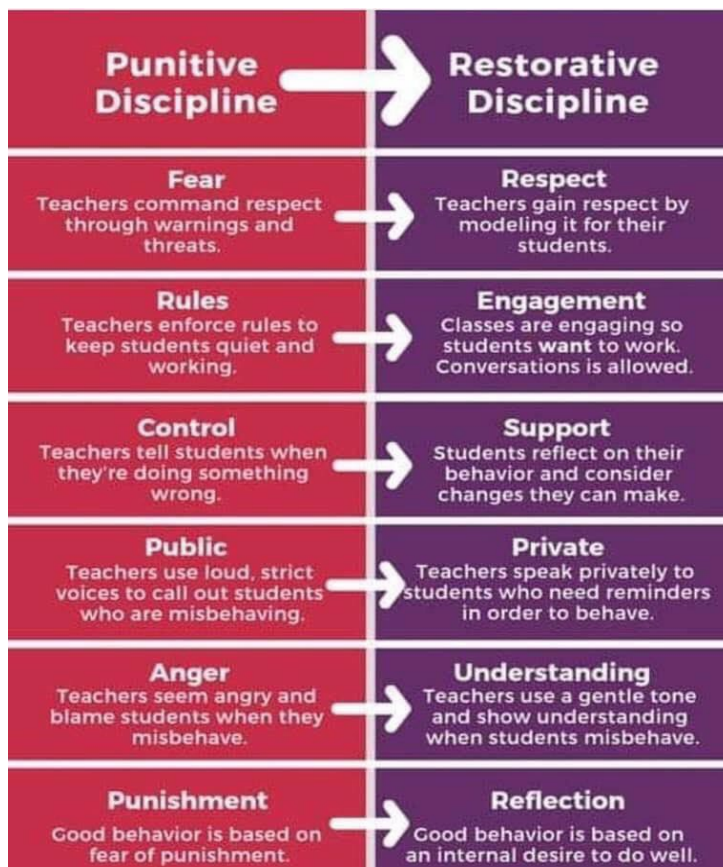 Punitive
Discipline
Restorative
Discipline
Fear
Teachers command respect
through warnings and
threats.
Respect
Teachers gain respect by
modeling it for their
students.
Rules
Teachers enforce rules to
keep students quiet and
working.
Engagement
Classes are engaging so
students want to work.
Conversations is allowed.
Control
Teachers tell students when
they're doing something
wrong.
Support
Students reflect on their
behavior and consider
changes they can make.
Public
Teachers use loud, strict
voices to call out students
who are misbehaving.
Private
Teachers speak privately to
students who need reminders
in order to behave.
Anger
Teachers seem angry and
blame students when they
misbehave.
Understanding
Teachers use a gentle tone
and show understanding
when students misbehave.
Punishment
Good behavior is based on
fear of punishment.
Reflection
Good behavior is based on
an internal desire to do well.